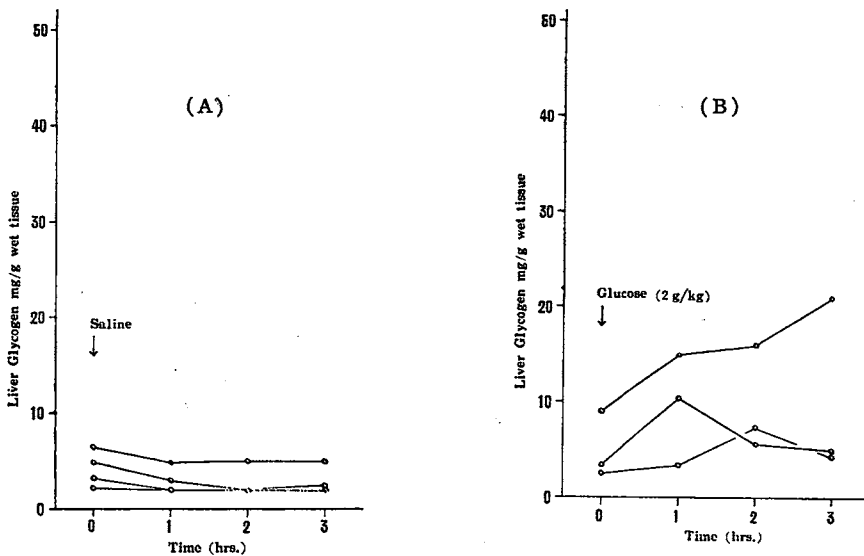 50
40
30
20
10
0
Liver Glycogen mg/g wet tissue
(A)
Saline
↓
0 1 2 3
Time (hrs.)
50
40
30
20
10
0
Liver Glycogen mg/g wet tissue
(B)
Glucose (2 g/kg)
↓
0 1 2 3
Time (hrs.)